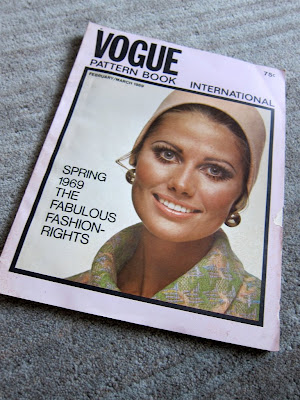 VOGUE
75¢
PATTERN BOOK
INTERNATIONAL
FEBRUARY/MARCH 1969
SPRING
1969
THE
FABULOUS
FASHION-
RIGHTS